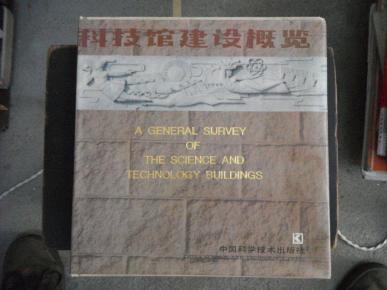 科技馆建设概览
A GENERAL SURVEY
OF
THE SCIENCE AND
TECHNOLOGY BUILDINGS
中国科学技术出版社